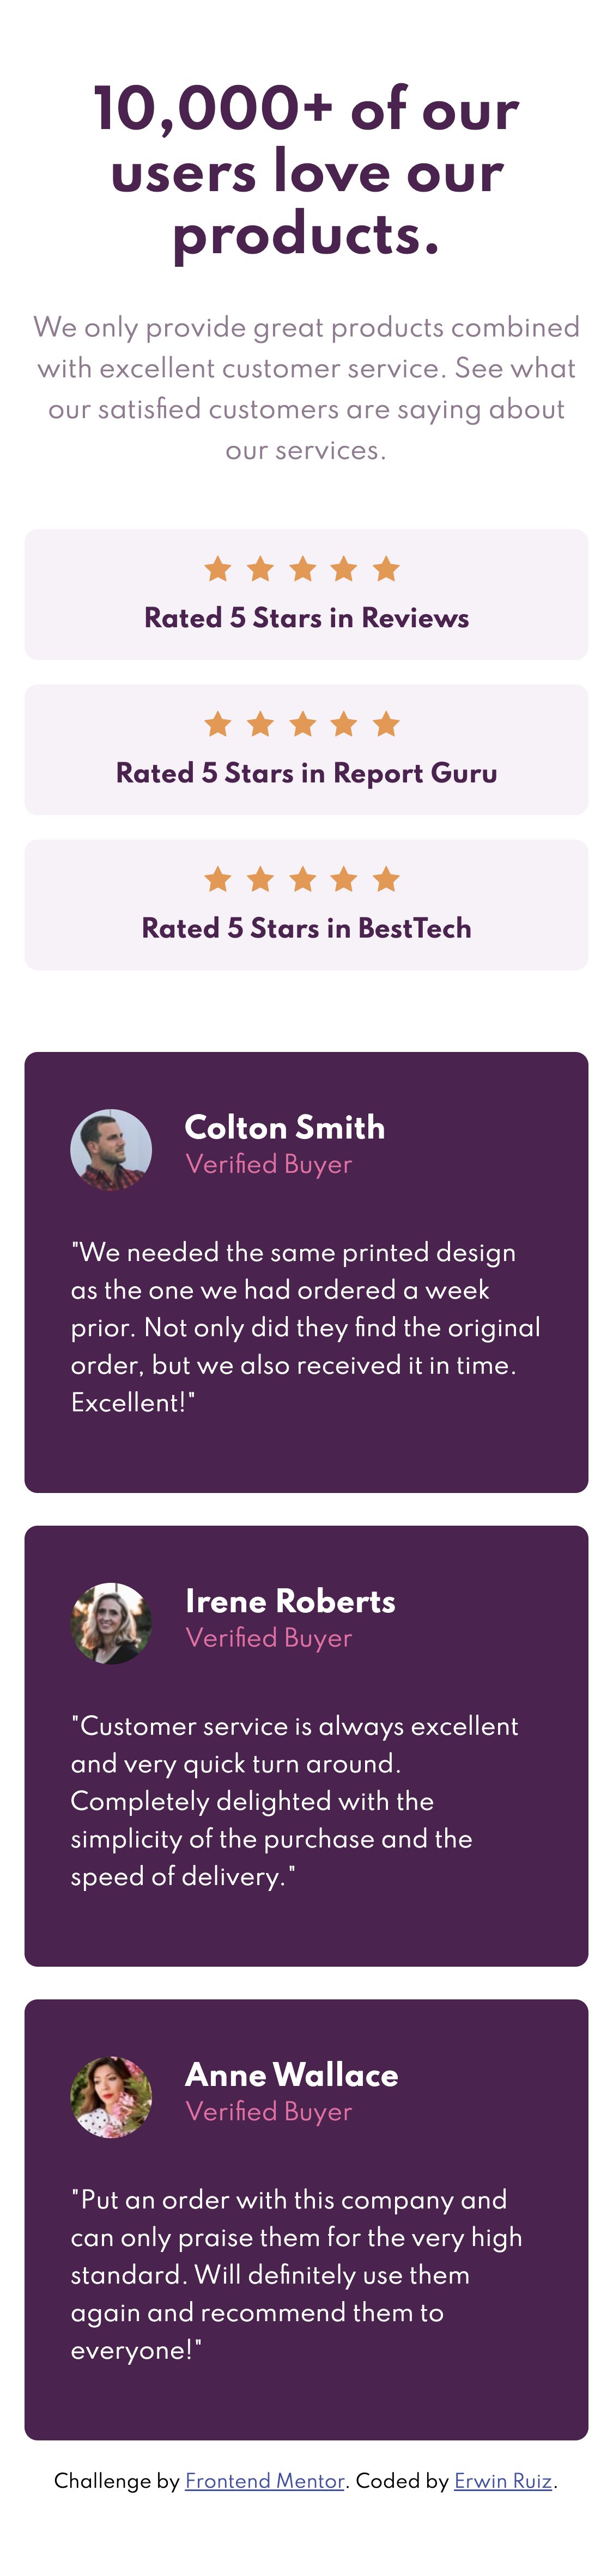 10,000+ of our
users love our
products.
We only provide great products combined
with excellent customer service. See what
our satisfied customers are saying about
our services.
Rated 5 Stars in Reviews
Rated 5 Stars in Report Guru
Rated 5 Stars in BestTech
Colton Smith
Verified Buyer
"We needed the same printed design
as the one we had ordered a week
prior. Not only did they find the original
order, but we also received it in time.
Excellent!"
Irene Roberts
Verified Buyer
"Customer service is always excellent
and very quick turn around.
Completely delighted with the
simplicity of the purchase and the
speed of delivery."
Anne Wallace
Verified Buyer
"Put an order with this company and
can only praise them for the very high
standard. Will definitely use them
again and recommend them to
everyone!"
Challenge by Frontend Mentor. Coded by Erwin Ruiz.